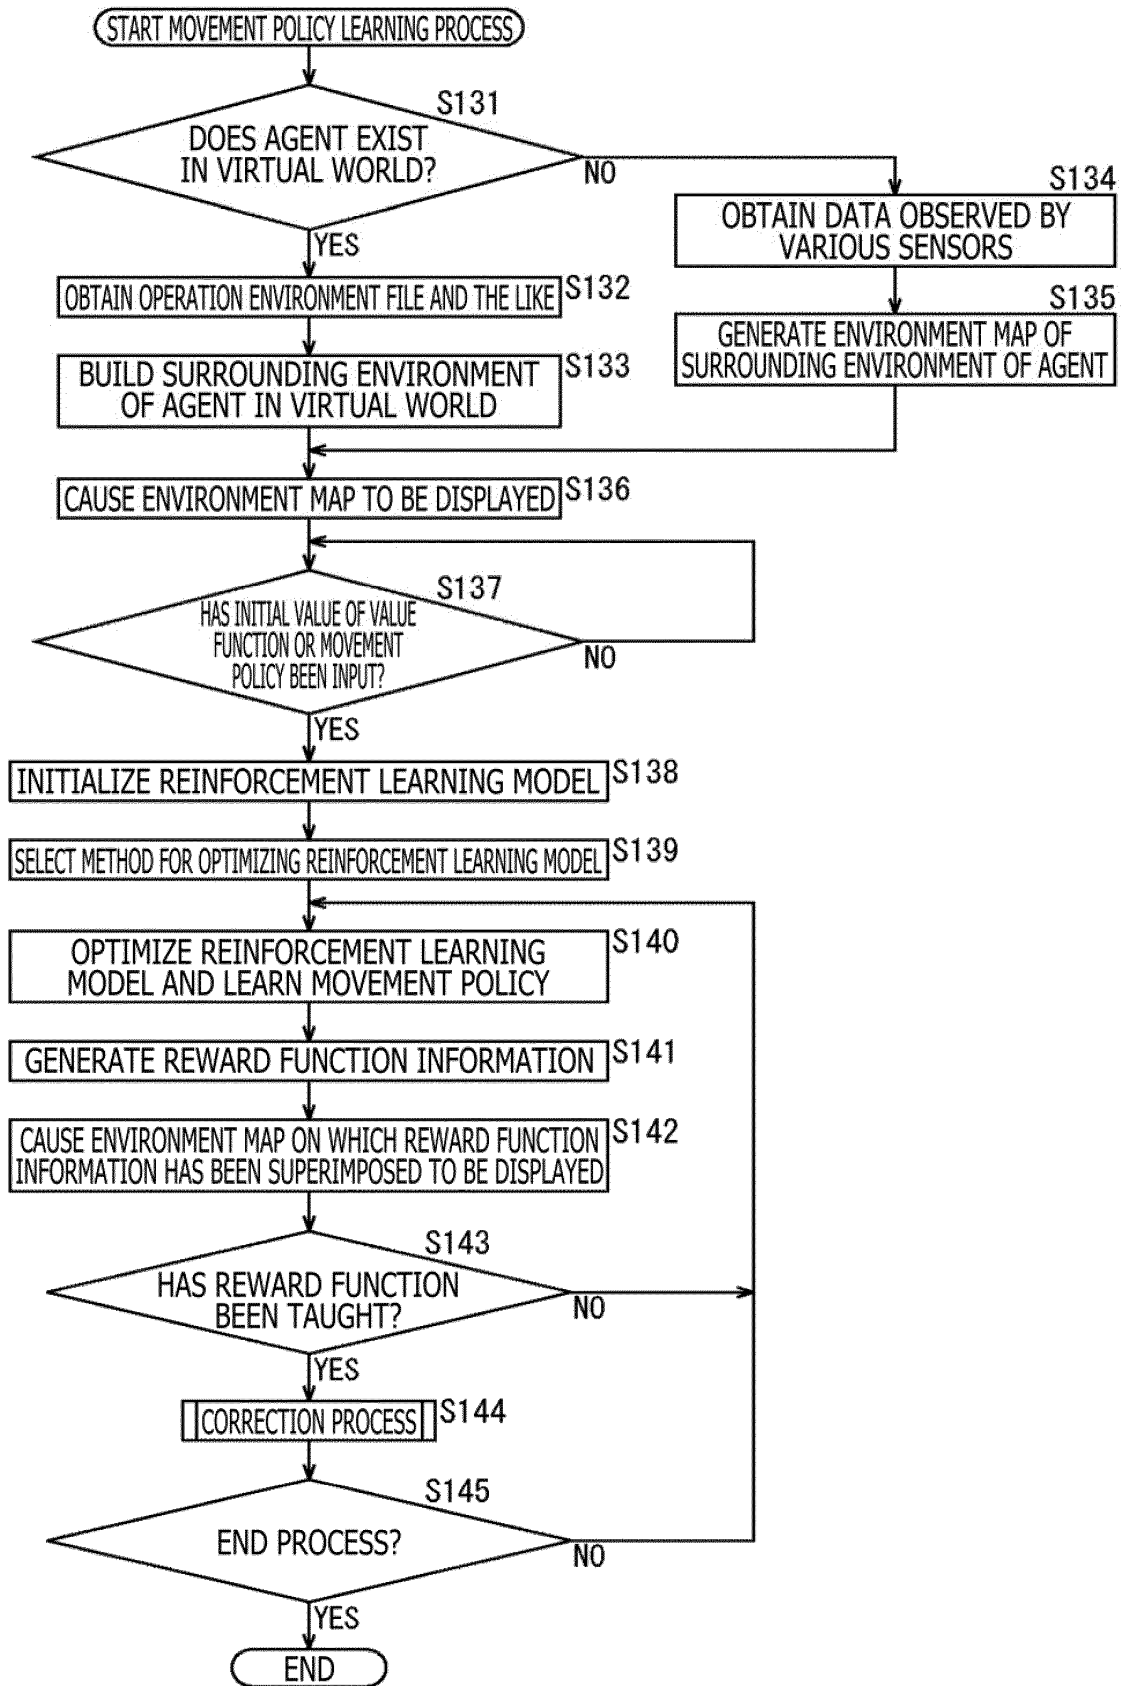 START MOVEMENT POLICY LEARNING PROCESS
S131
DOES AGENT EXIST
IN VIRTUAL WORLD?
NO
YES
S134
OBTAIN DATA OBSERVED BY
VARIOUS SENSORS
S132
OBTAIN OPERATION ENVIRONMENT FILE AND THE LIKE
S135
GENERATE ENVIRONMENT MAP OF
SURROUNDING ENVIRONMENT OF AGENT
S133
BUILD SURROUNDING ENVIRONMENT
OF AGENT IN VIRTUAL WORLD
CAUSE ENVIRONMENT MAP TO BE DISPLAYED
S136
S137
HAS INITIAL VALUE OF VALUE
FUNCTION OR MOVEMENT
POLICY BEEN INPUT?
NO
YES
INITIALIZE REINFORCEMENT LEARNING MODEL
S138
SELECT METHOD FOR OPTIMIZING REINFORCEMENT LEARNING MODEL
S139
S140
OPTIMIZE REINFORCEMENT LEARNING
MODEL AND LEARN MOVEMENT POLICY
GENERATE REWARD FUNCTION INFORMATION
S141
S142
CAUSE ENVIRONMENT MAP ON WHICH REWARD FUNCTION
INFORMATION HAS BEEN SUPERIMPOSED TO BE DISPLAYED
S143
HAS REWARD FUNCTION
BEEN TAUGHT?
NO
YES
CORRECTION PROCESS
S144
S145
END PROCESS?
NO
YES
END